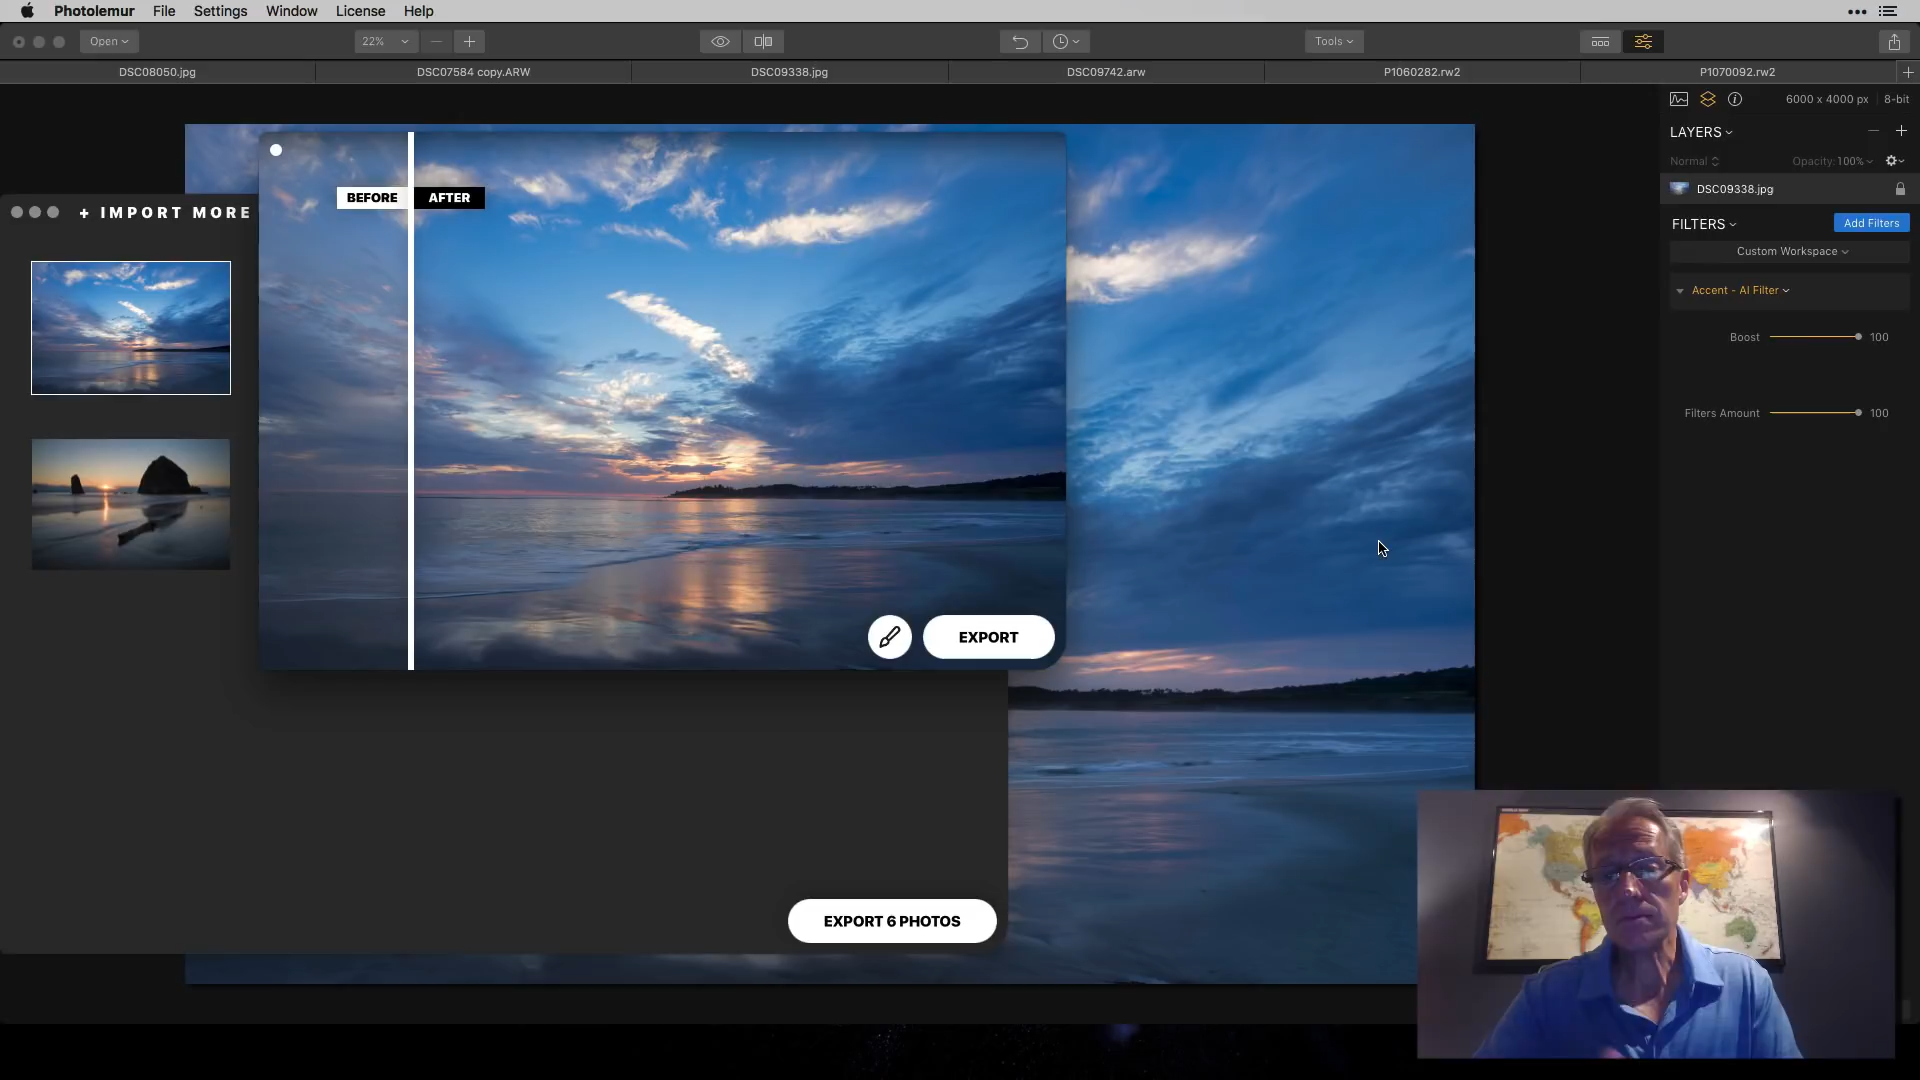 Photolemur File Settings Window License Help
Open 22% Tools
DSC08050.jpg DSC07584 copy.ARW DSC09338.jpg DSC09742.arw P1060282.rw2 P1070092.rw2
6000 x 4000 px 8-bit
LAYERS
Normal Opacity: 100%
DSC09338.jpg
FILTERS Add Filters
Custom Workspace
Accent - AI Filter
Boost 100
Filters Amount 100
+ IMPORT MORE
BEFORE AFTER
EXPORT
EXPORT 6 PHOTOS